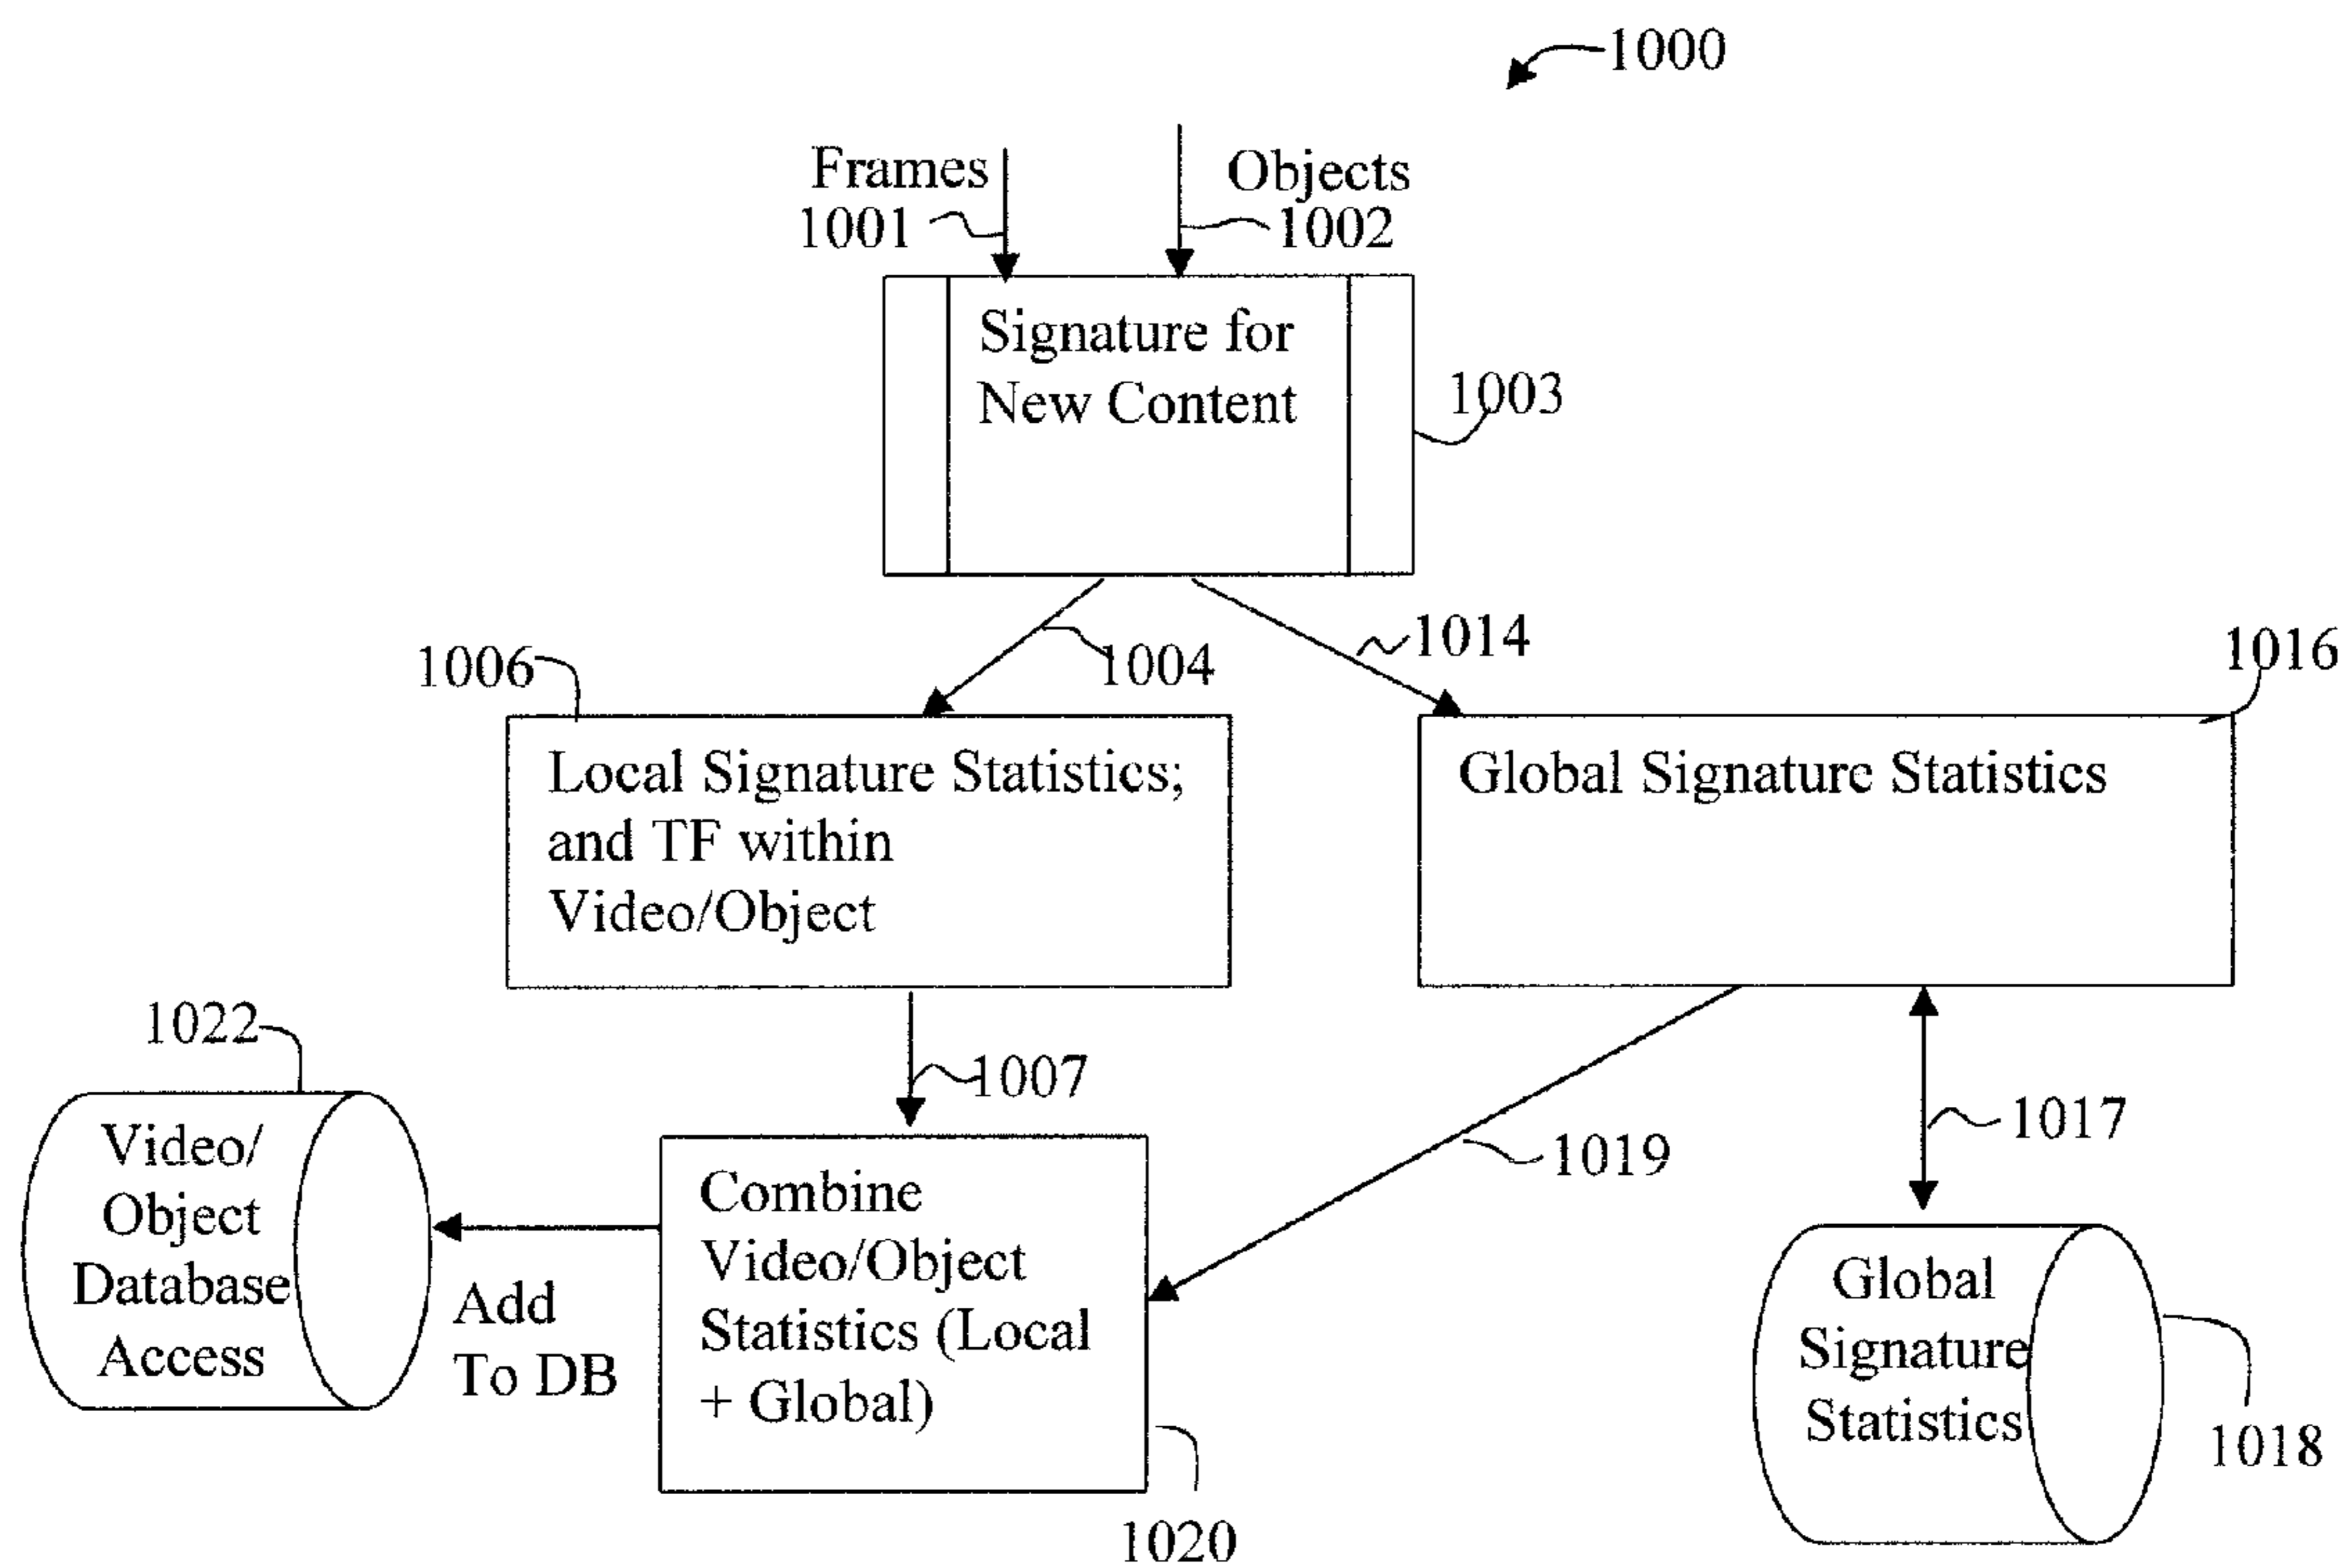 1000
Frames
1001
Objects
1002
Signature for
New Content
1003
1004
1014
1006
1016
Local Signature Statistics;
and TF within
Video/Object
Global Signature Statistics
1022
1007
1017
1019
Video/
Object
Database
Access
Add
To DB
Combine
Video/Object
Statistics (Local
+ Global)
1020
Global
Signature
Statistics
1018